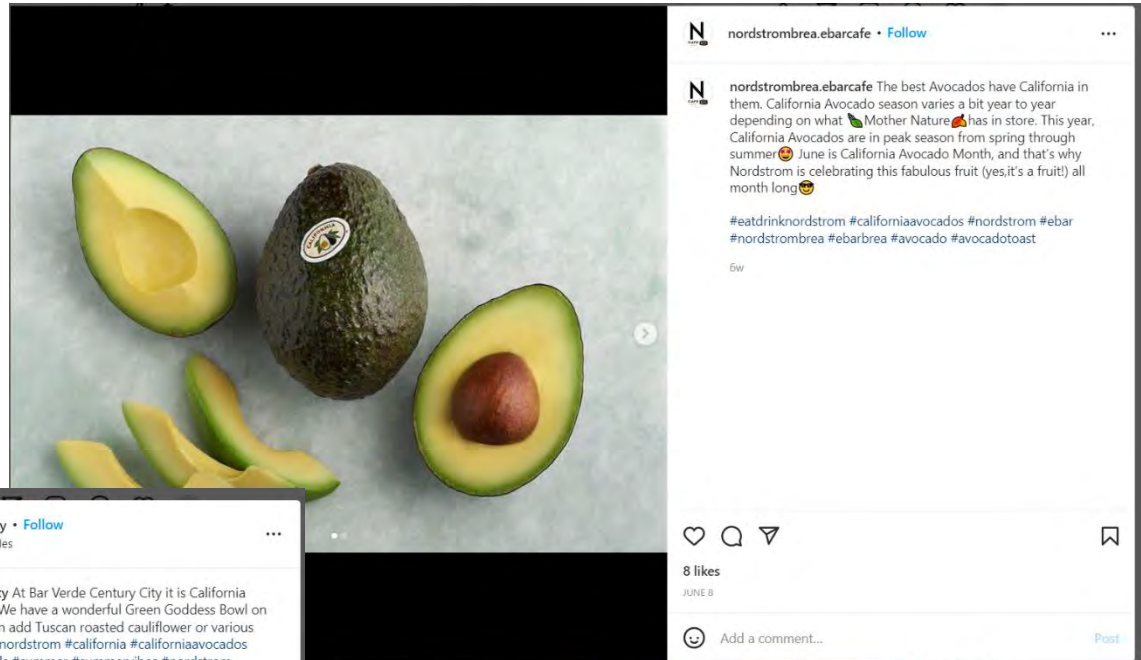 N
nordstrombrea.ebarcafe • Follow
N
nordstrombrea.ebarcafe The best Avocados have California in
them. California Avocado season varies a bit year to year
depending on what 🌿Mother Nature🍂has in store. This year,
California Avocados are in peak season from spring through
summer🤩 June is California Avocado Month, and that's why
Nordstrom is celebrating this fabulous fruit (yes,it's a fruit!) all
month long😎
#eatdrinknordstrom #californiaavocados #nordstrom #ebar
#nordstrombrea #ebarbrea #avocado #avocadotoast
6w
CALIFORNIA
8 likes
JUNE 8
Add a comment...
Post
y • Follow
les
ty At Bar Verde Century City it is California
We have a wonderful Green Goddess Bowl on
n add Tuscan roasted cauliflower or various
nordstrom #california #californiaavocados